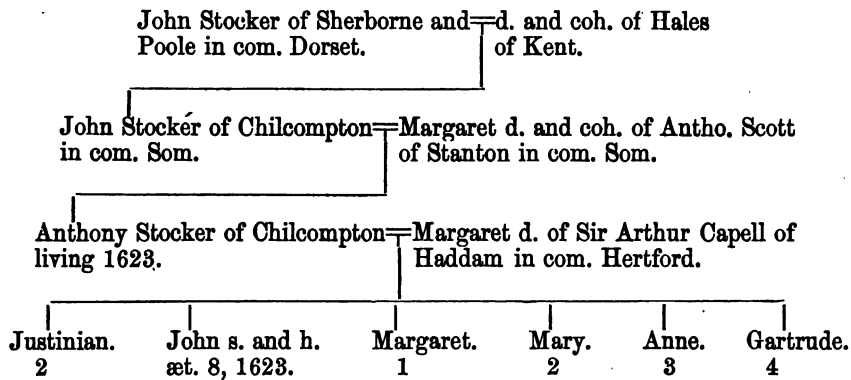 John Stocker of Sherborne and d. and coh. of Hales
Poole in com. Dorset. of Kent.
John Stocker of Chilcompton Margaret d. and coh. of Antho. Scott
in com. Som. of Stanton in com. Som.
Anthony Stocker of Chilcompton Margaret d. of Sir Arthur Capell of
living 1623. Haddam in com. Hertford.
Justinian. John s. and h. Margaret. Mary. Anne. Gartrude.
2 æt. 8, 1623. 1 2 3 4